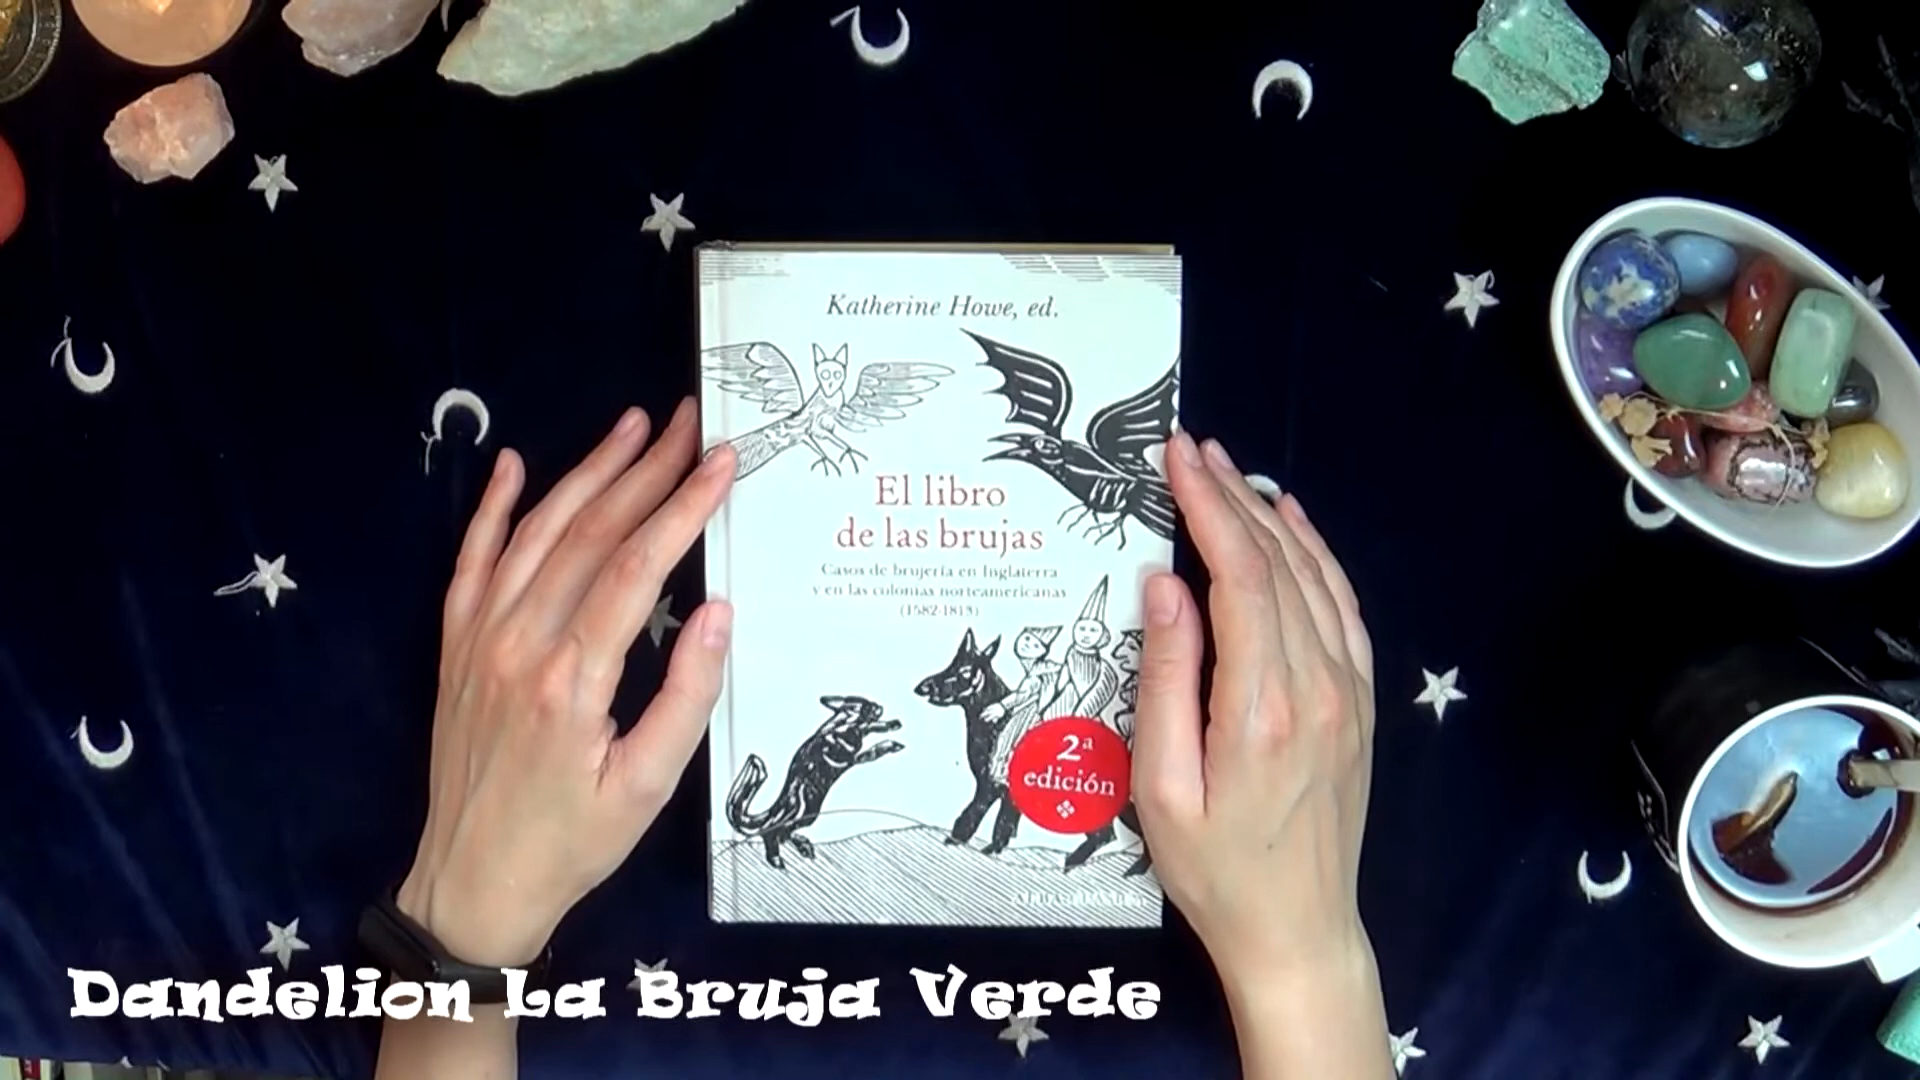 Katherine Howe, ed.
El libro
de las brujas
Casos de brujería en Inglaterra
y en las colonias norteamericanas
(1582-1813)
2ª
edición
Dandelion La Bruja Verde